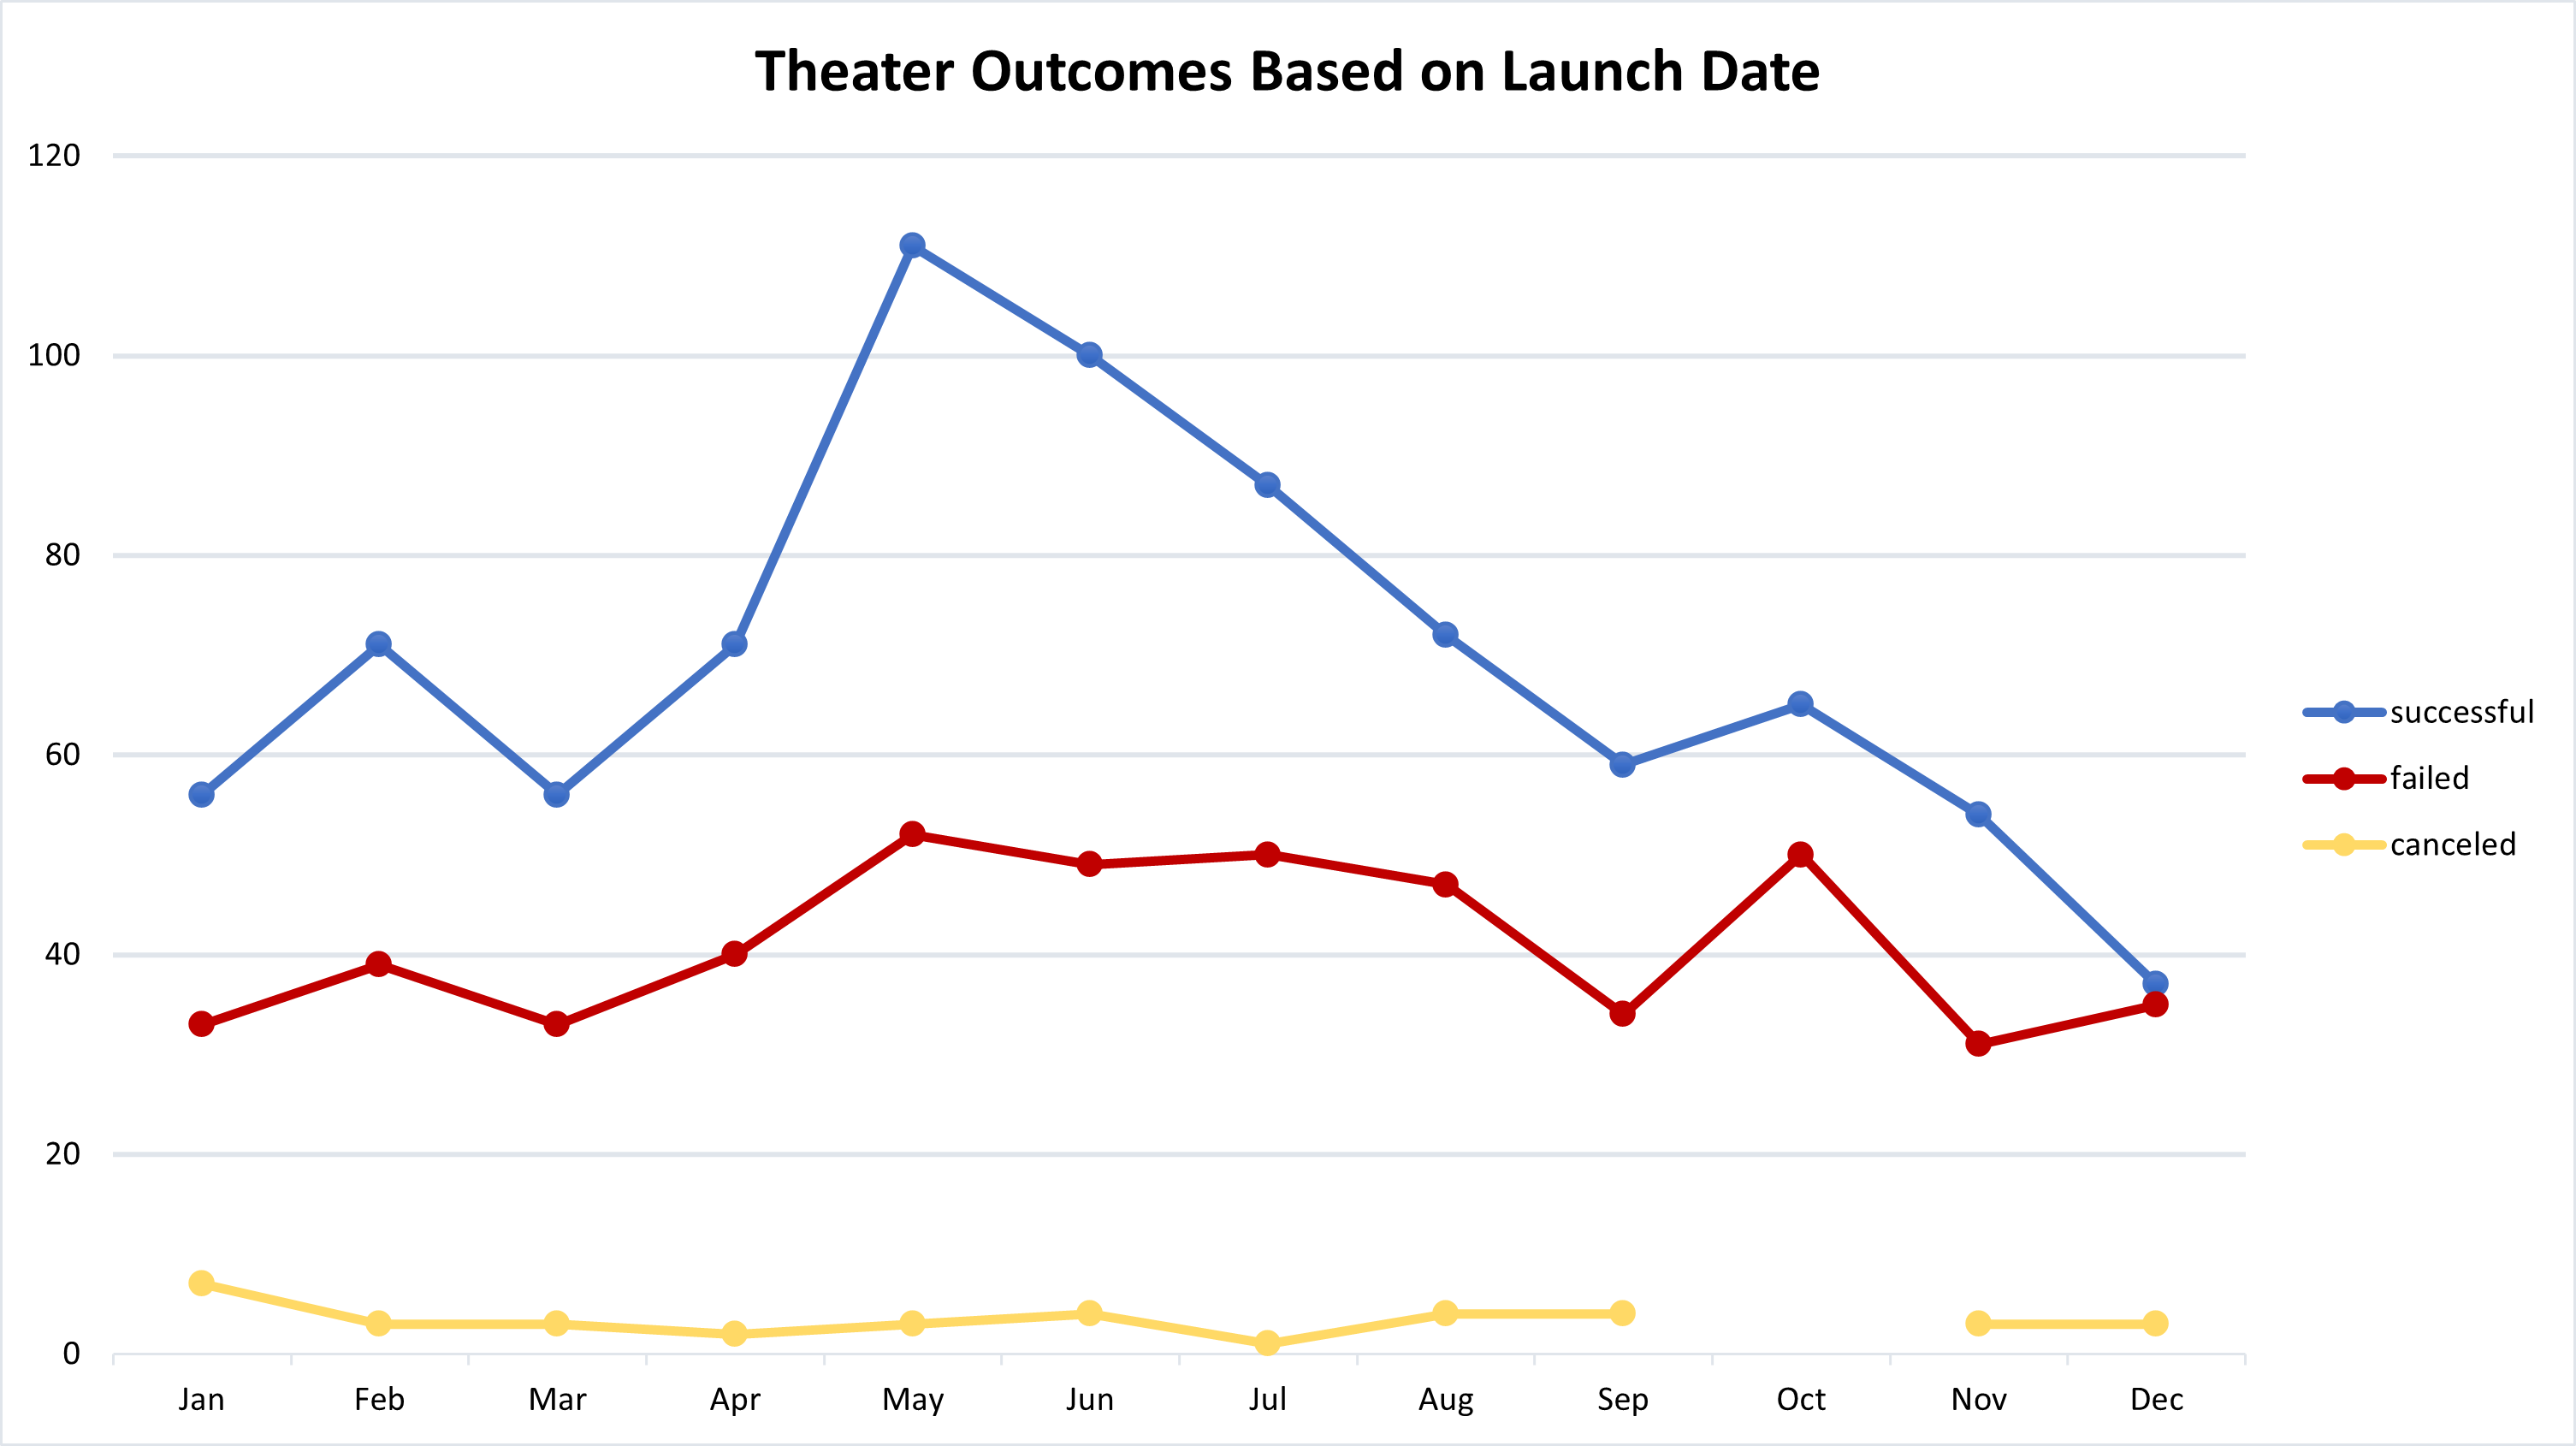 Theater Outcomes Based on Launch Date
120
100
80
60
40
20
0
Jan Feb Mar Apr May Jun Jul Aug Sep Oct Nov Dec
successful
failed
canceled